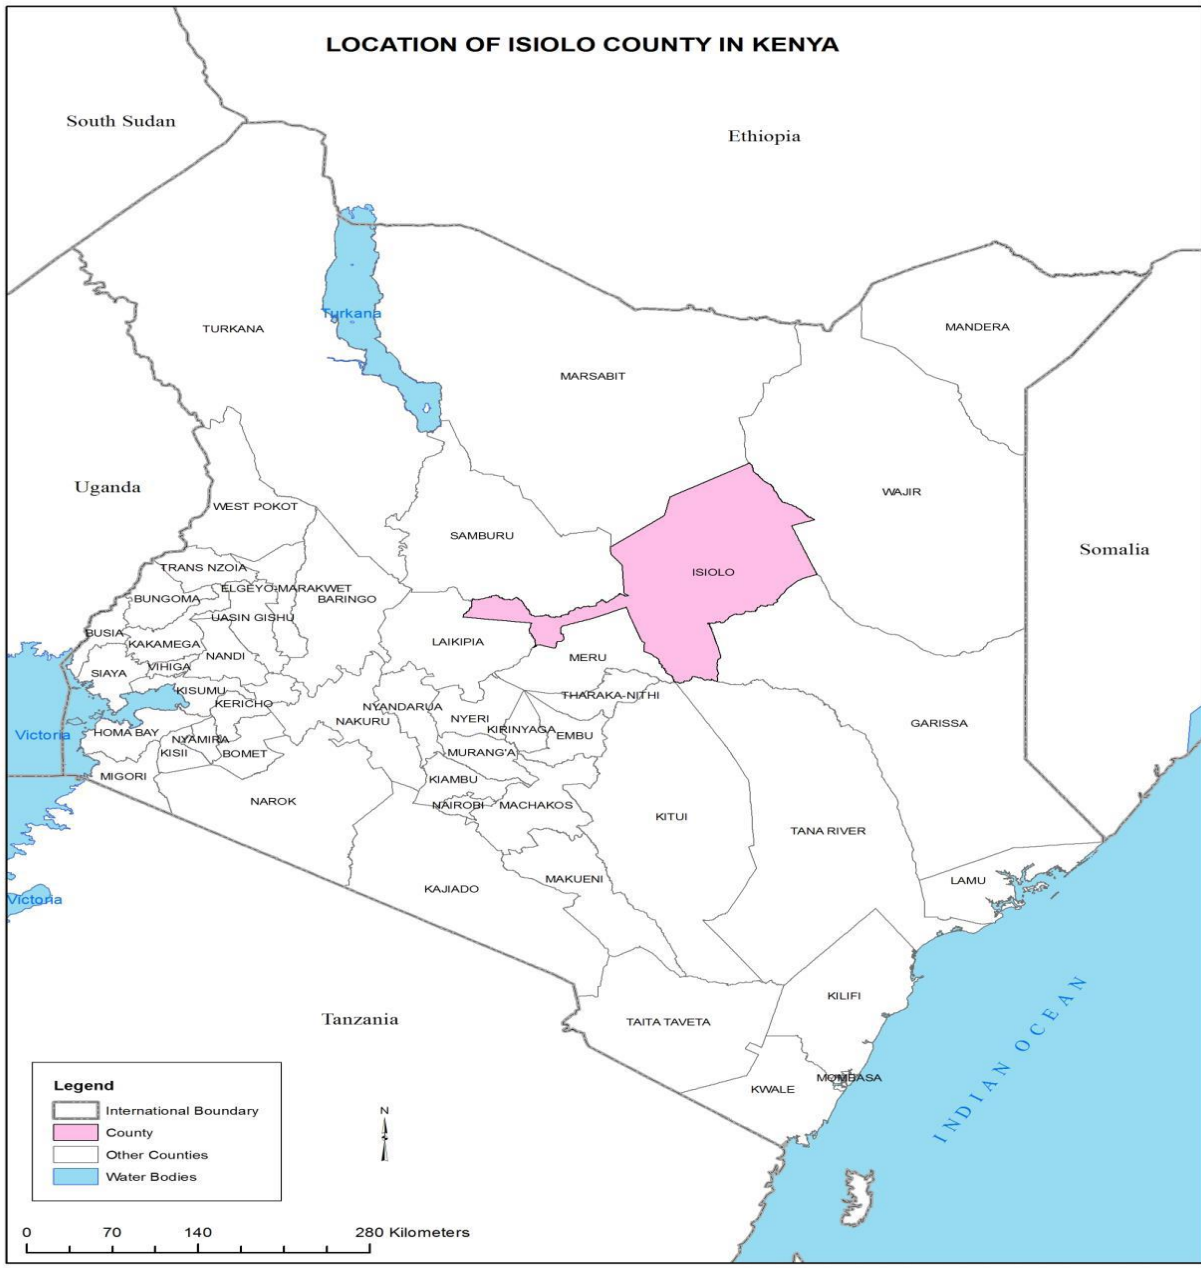 LOCATION OF ISIOLO COUNTY IN KENYA
South Sudan
Ethiopia
Turkana
TURKANA
MANDERA
MARSABIT
Uganda
WAJIR
WEST POKOT
SAMBURU
Somalia
TRANS NZOIA
ISIOLO
ELGEYO-MARAKWET
BUNGOMA
BARINGO
UASIN GISHU
BUSIA
KAKAMEGA
LAIKIPIA
NANDI
MERU
VIHIGA
SIAYA
KISUMU
THARAKA-NITHI
KERICHO
NYANDARUA
NYERI
NAKURU
GARISSA
KIRINYAGA
HOMA BAY
Victoria
NYAMIRA
EMBU
KISII
BOMET
MURANG'A
MIGORI
KIAMBU
NAROK
NAIROBI
MACHAKOS
KITUI
TANA RIVER
MAKUENI
LAMU
KAJIADO
Victoria
KILIFI
Tanzania
TAITA TAVETA
INDIAN OCEAN
MOMBASA
KWALE
Legend
International Boundary
County
Other Counties
Water Bodies
N
0 70 140 280 Kilometers